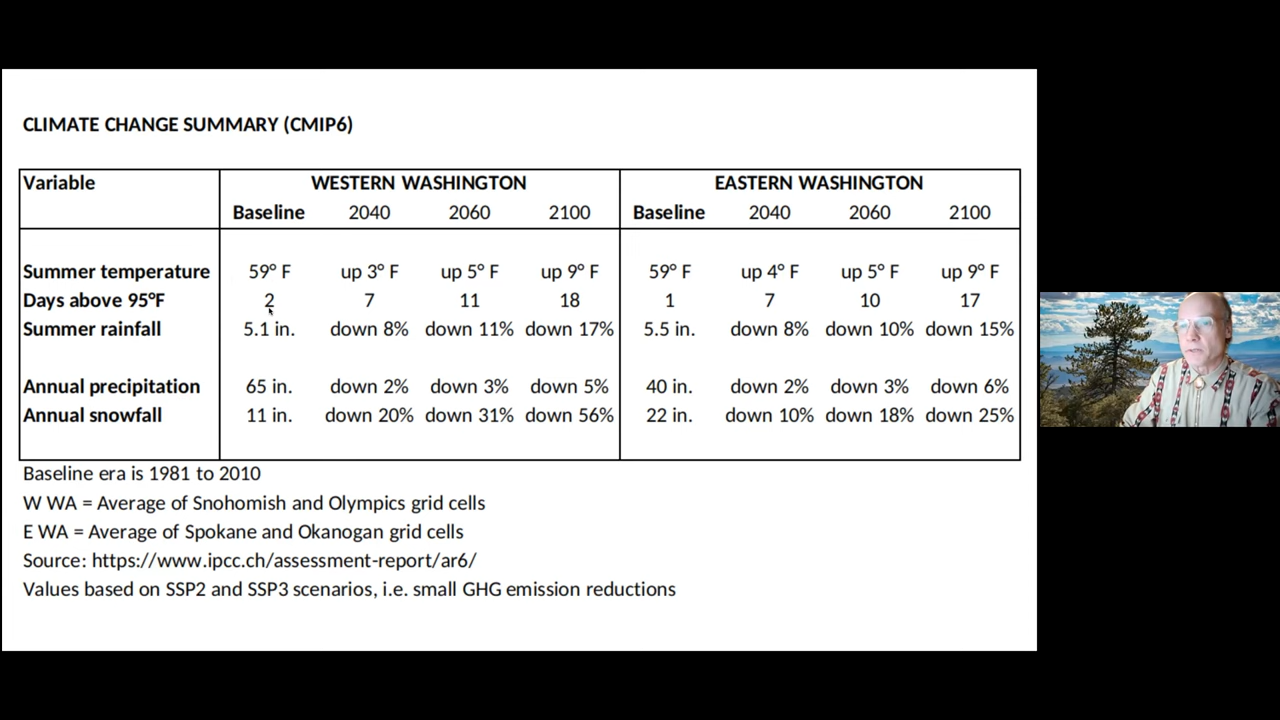 CLIMATE CHANGE SUMMARY (CMIP6)
Variable WESTERN WASHINGTON EASTERN WASHINGTON
Baseline 2040 2060 2100 Baseline 2040 2060 2100
Summer temperature 59° F up 3° F up 5° F up 9° F 59° F up 4° F up 5° F up 9° F
Days above 95°F 2 7 11 18 1 7 10 17
Summer rainfall 5.1 in. down 8% down 11% down 17% 5.5 in. down 8% down 10% down 15%
Annual precipitation 65 in. down 2% down 3% down 5% 40 in. down 2% down 3% down 6%
Annual snowfall 11 in. down 20% down 31% down 56% 22 in. down 10% down 18% down 25%
Baseline era is 1981 to 2010
W WA = Average of Snohomish and Olympics grid cells
E WA = Average of Spokane and Okanogan grid cells
Source: https://www.ipcc.ch/assessment-report/ar6/
Values based on SSP2 and SSP3 scenarios, i.e. small GHG emission reductions